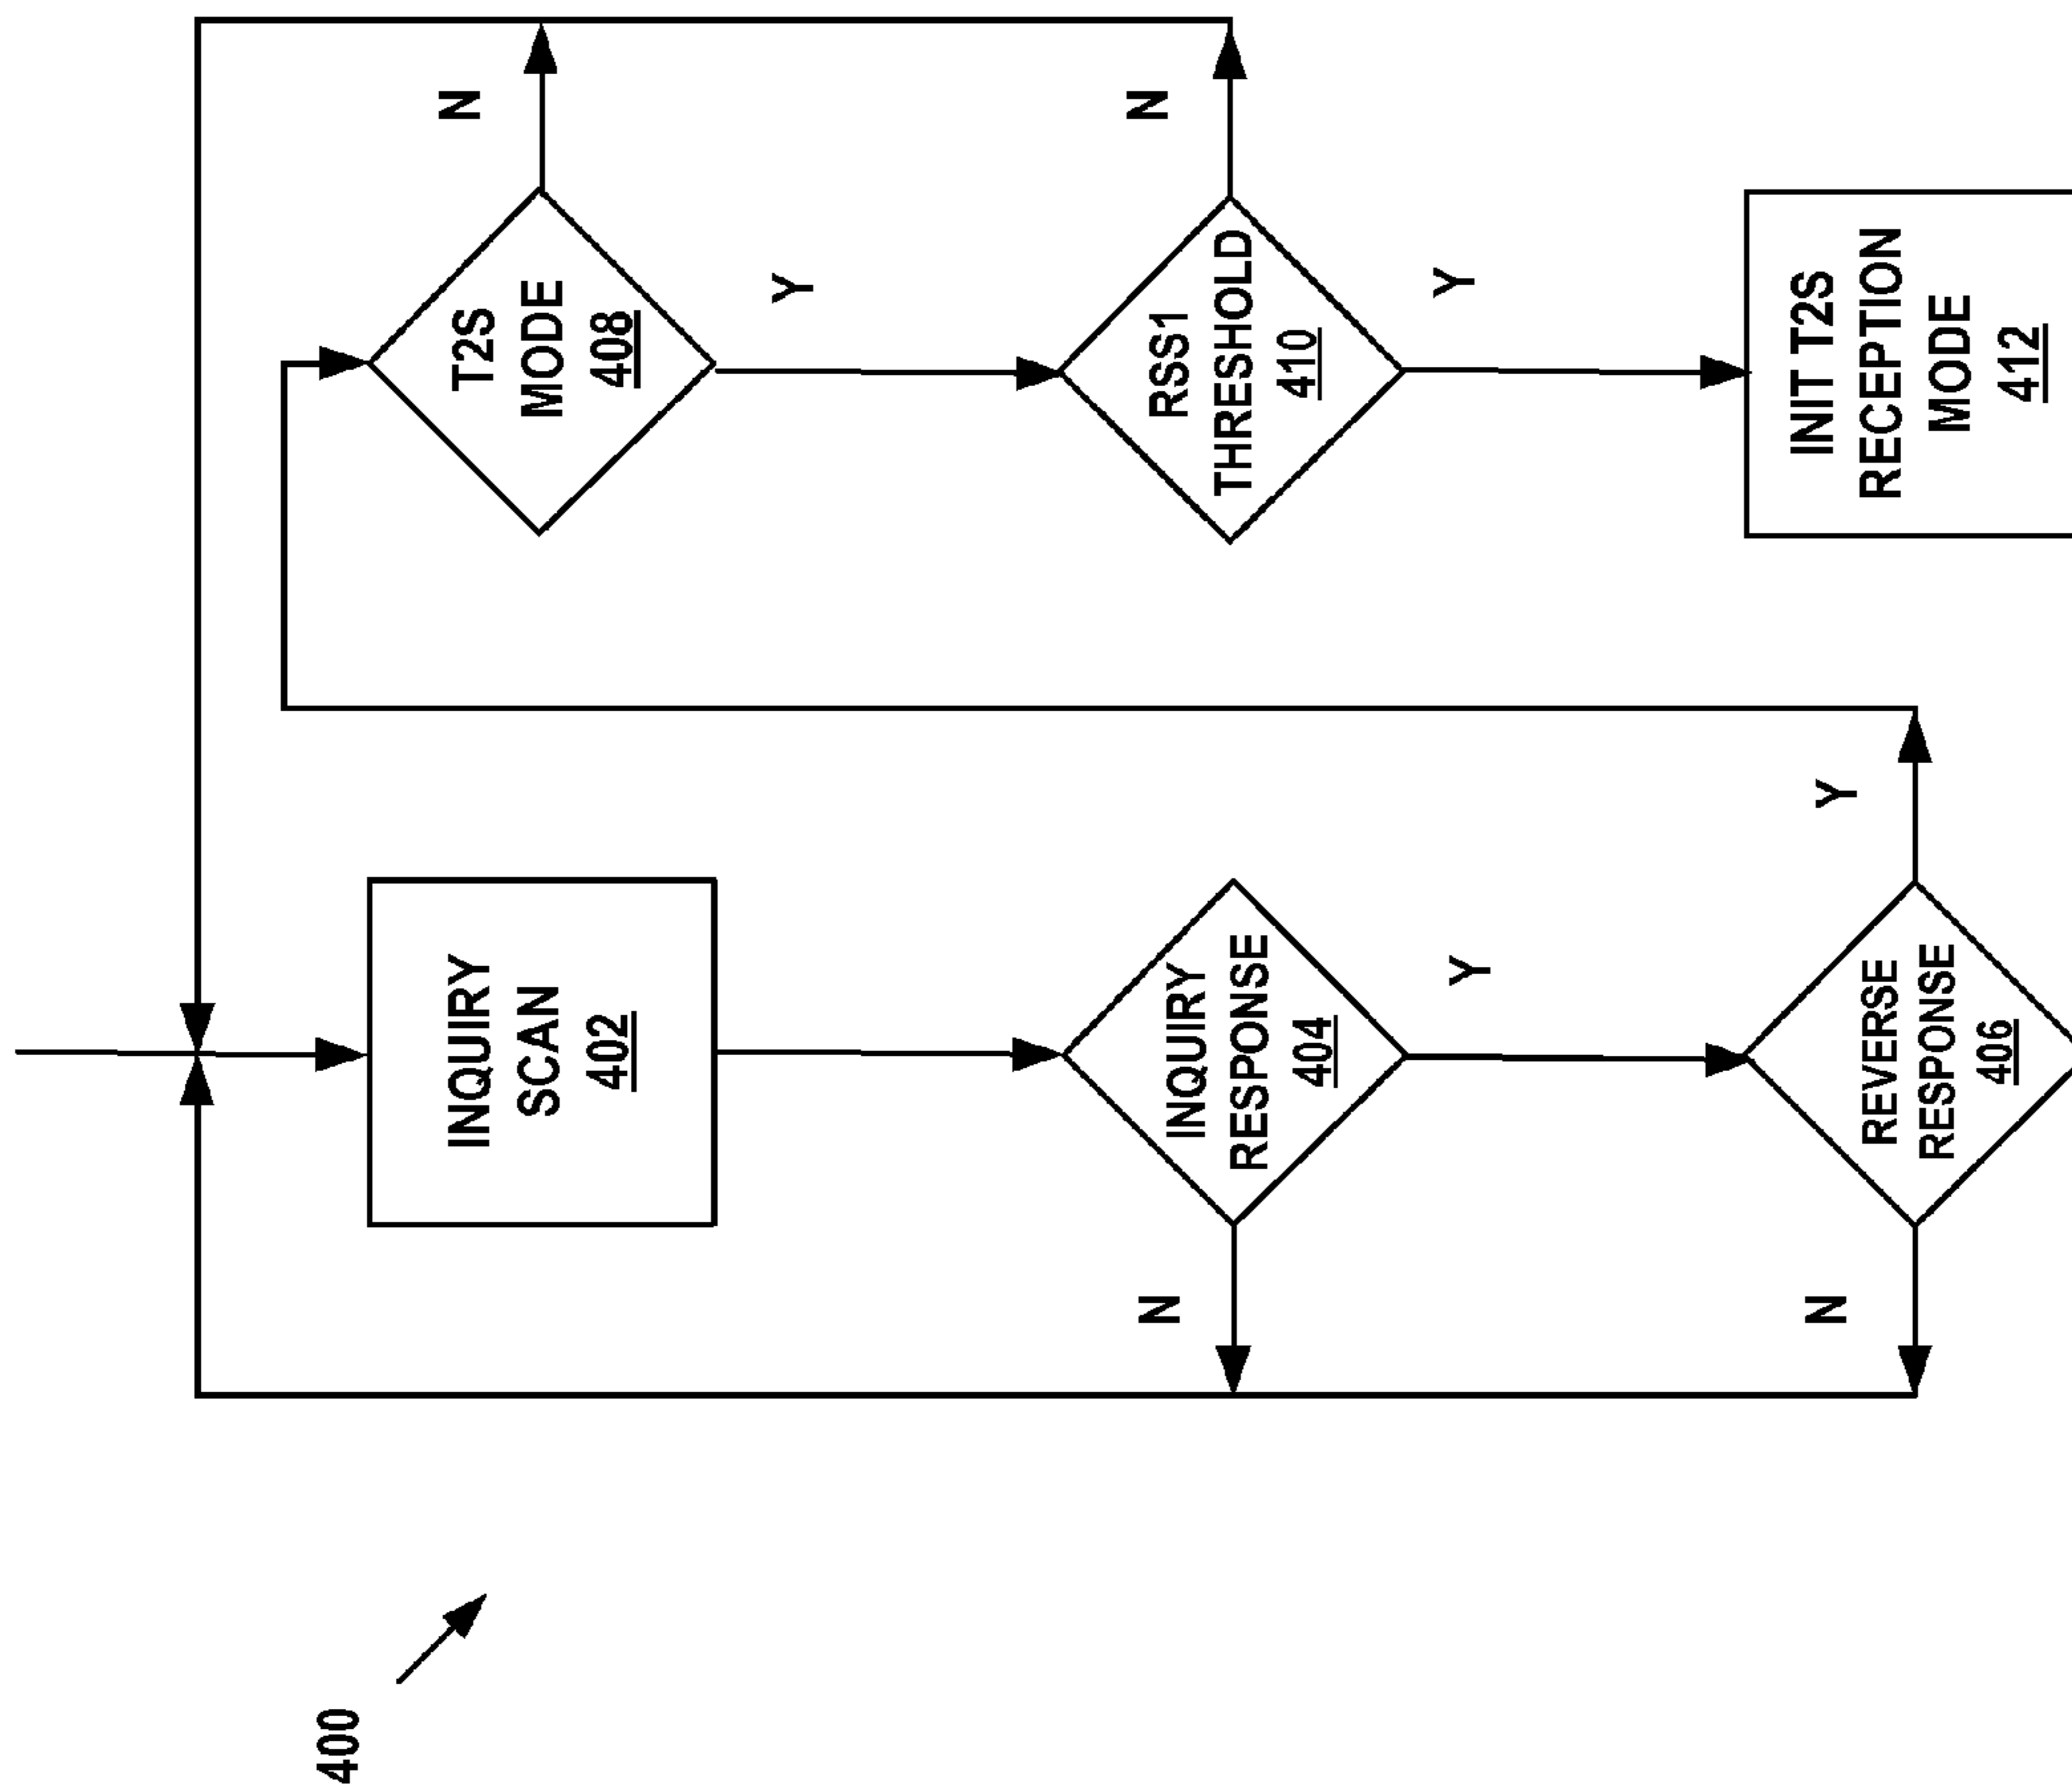 400
INQUIRY
SCAN
402
INQUIRY
RESPONSE
404
N
Y
REVERSE
RESPONSE
406
N
Y
T2S
MODE
408
N
Y
RSS1
THRESHOLD
410
N
Y
INIT T2S
RECEPTION
MODE
412